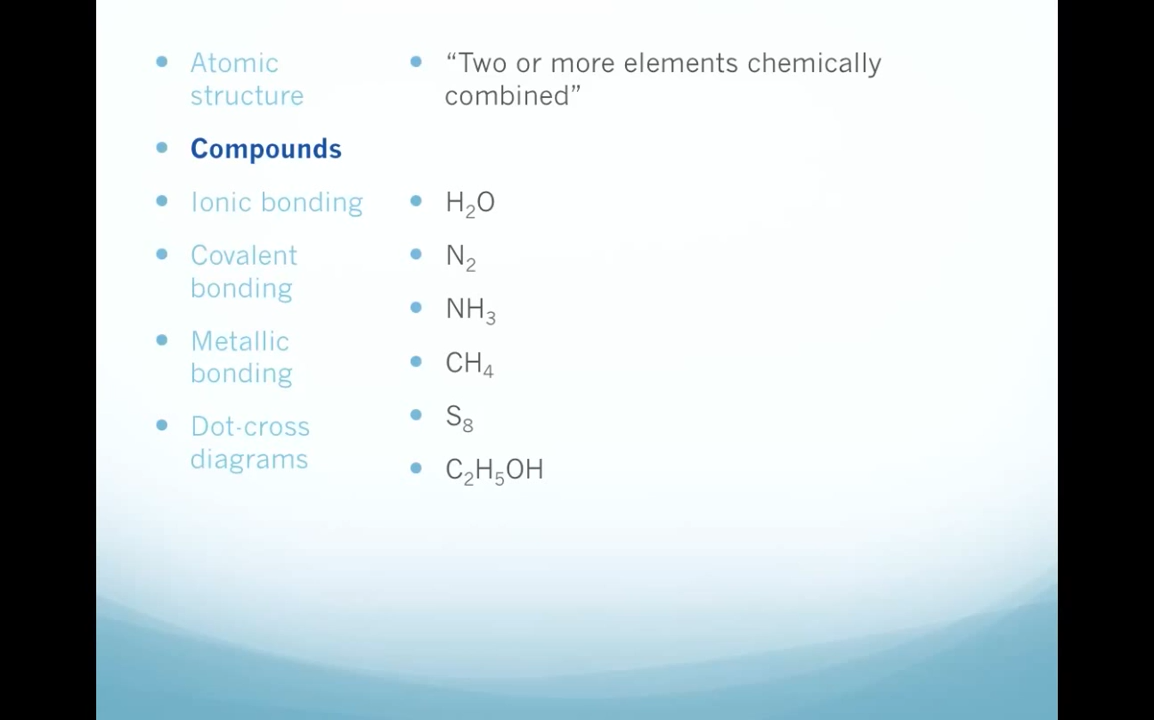 Atomic
structure
Compounds
Ionic bonding
Covalent
bonding
Metallic
bonding
Dot-cross
diagrams
“Two or more elements chemically
combined”
H₂O
N₂
NH₃
CH₄
S₈
C₂H₅OH